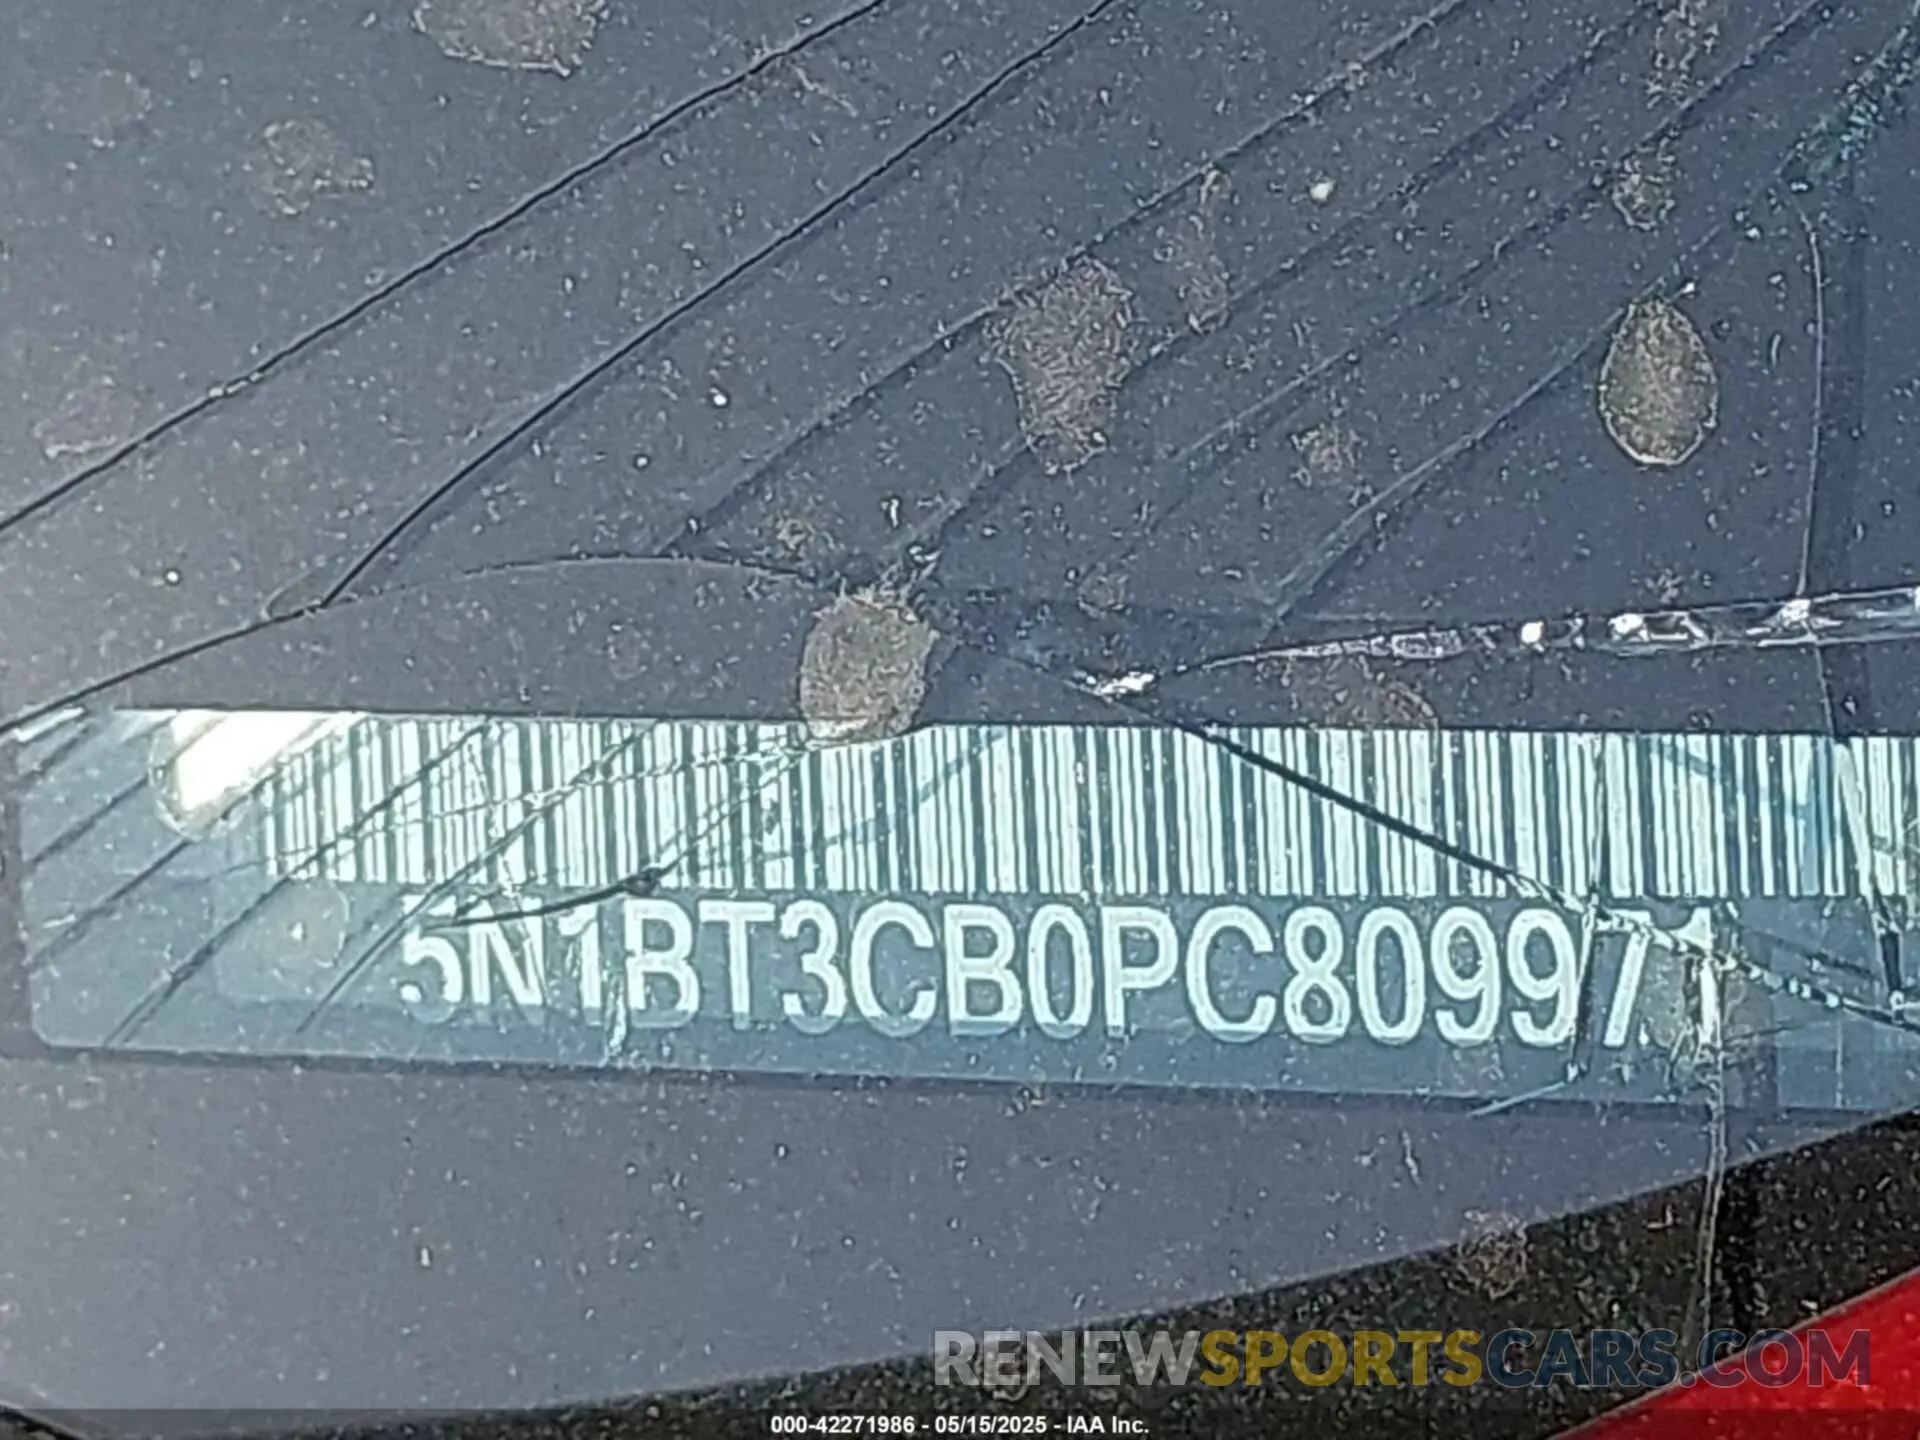 5N1BT3CB0PC809971
RENEWSPORTSCARS.COM
000-42271986 - 05/15/2025 - IAA Inc.